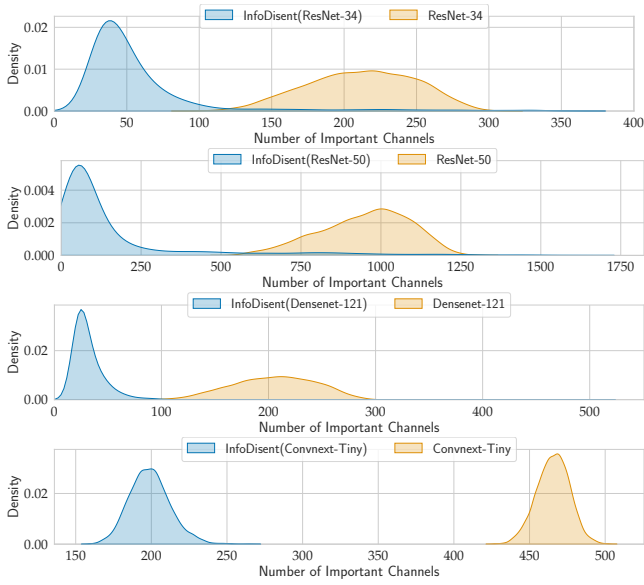 InfoDisent(ResNet-34) ResNet-34
Density
0.02
0.01
0.00
0 50 100 150 200 250 300 350 400
Number of Important Channels
InfoDisent(ResNet-50) ResNet-50
Density
0.004
0.002
0.000
0 250 500 750 1000 1250 1500 1750
Number of Important Channels
InfoDisent(Densenet-121) Densenet-121
Density
0.02
0.00
0 100 200 300 400 500
Number of Important Channels
InfoDisent(Convnext-Tiny) Convnext-Tiny
Density
0.02
0.00
150 200 250 300 350 400 450 500
Number of Important Channels